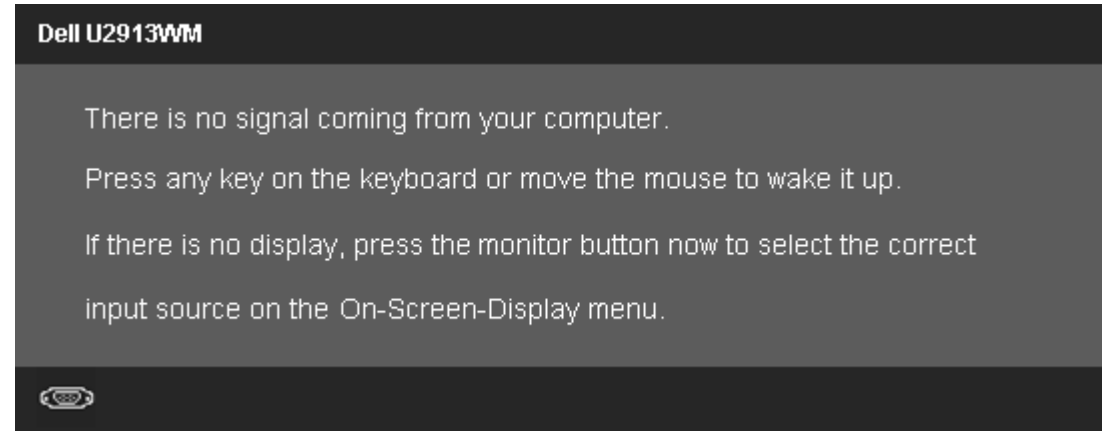 Dell U2913WM
There is no signal coming from your computer.
Press any key on the keyboard or move the mouse to wake it up.
If there is no display, press the monitor button now to select the correct
input source on the On-Screen-Display menu.